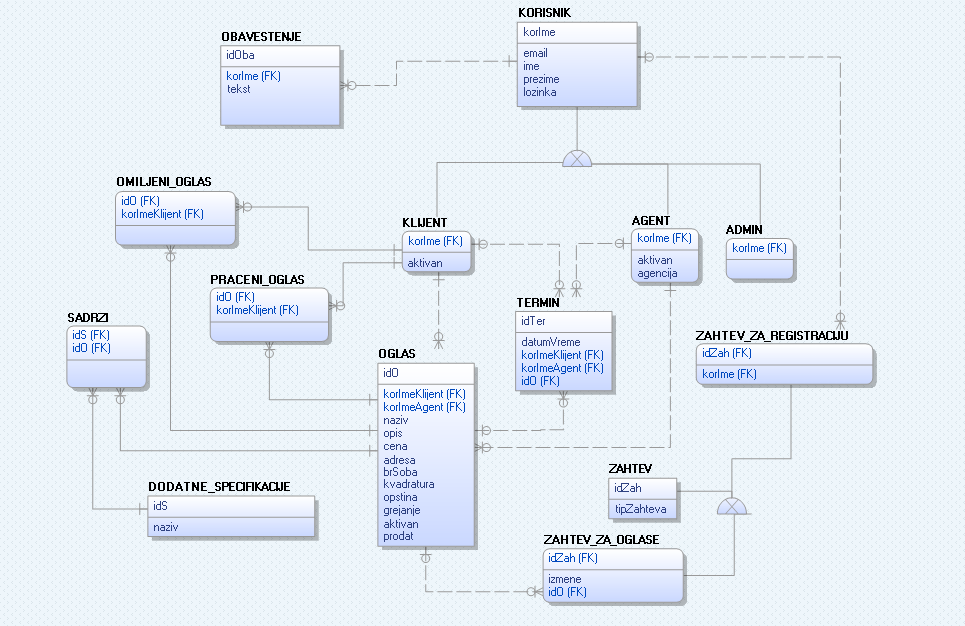 KORISNIK
korIme
email
ime
prezime
lozinka
OBAVESTENJE
idOba
korIme (FK)
tekst
OMILJENI_OGLAS
idO (FK)
korImeKlijent (FK)
KLIJENT
korIme (FK)
aktivan
AGENT
korIme (FK)
aktivan
agencija
ADMIN
korIme (FK)
PRACENI_OGLAS
idO (FK)
korImeKlijent (FK)
TERMIN
idTer
datumVreme
korImeKlijent (FK)
korImeAgent (FK)
idO (FK)
SADRZI
idS (FK)
idO (FK)
ZAHTEV_ZA_REGISTRACIJU
idZah (FK)
korIme (FK)
OGLAS
idO
korImeKlijent (FK)
korImeAgent (FK)
naziv
opis
cena
adresa
brSoba
kvadratura
opstina
grejanje
aktivan
prodat
DODATNE_SPECIFIKACIJE
idS
naziv
ZAHTEV
idZah
tipZahteva
ZAHTEV_ZA_OGLASE
idZah (FK)
izmene
idO (FK)